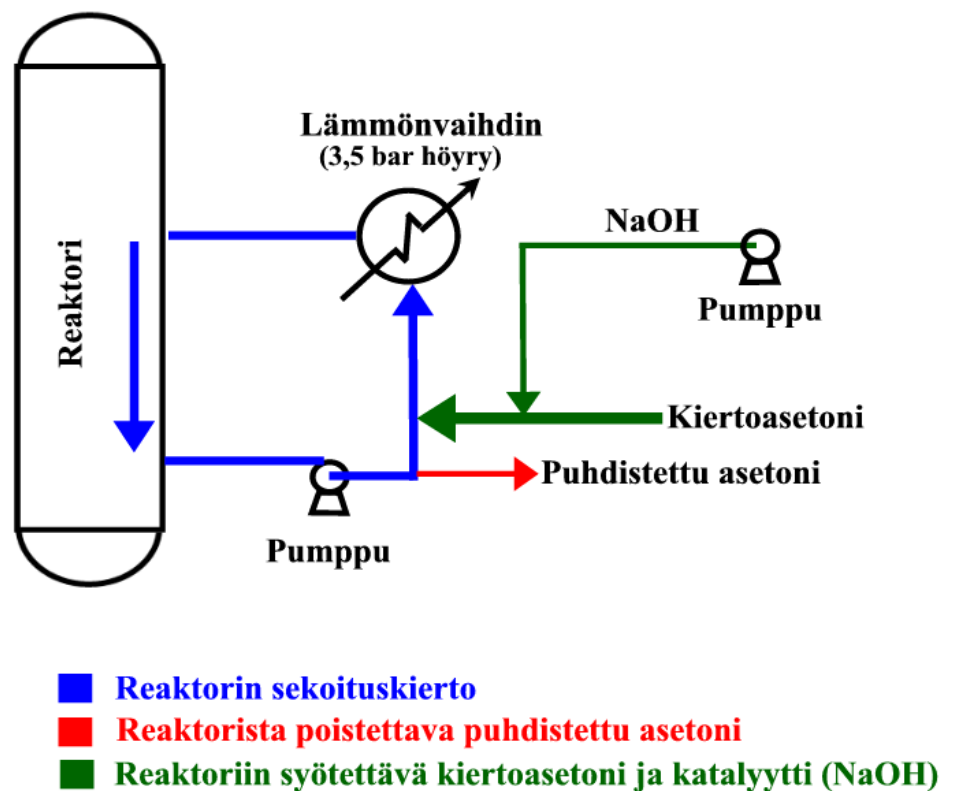 Lämmönvaihdin
(3,5 bar höyry)
NaOH
Pumppu
Reaktori
Kiertoasetoni
Puhdistettu asetoni
Pumppu
Reaktorin sekoituskierto
Reaktorista poistettava puhdistettu asetoni
Reaktoriin syötettävä kiertoasetoni ja katalyytti (NaOH)